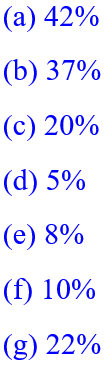 (a) 42%
(b) 37%
(c) 20%
(d) 5%
(e) 8%
(f) 10%
(g) 22%